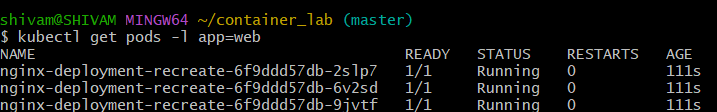 shivam@SHIVAM MINGW64 ~/container_lab (master)
$ kubectl get pods -l app=web
NAME READY STATUS RESTARTS AGE
nginx-deployment-recreate-6f9ddd57db-2slp7 1/1 Running 0 111s
nginx-deployment-recreate-6f9ddd57db-6v2sd 1/1 Running 0 111s
nginx-deployment-recreate-6f9ddd57db-9jvtf 1/1 Running 0 111s